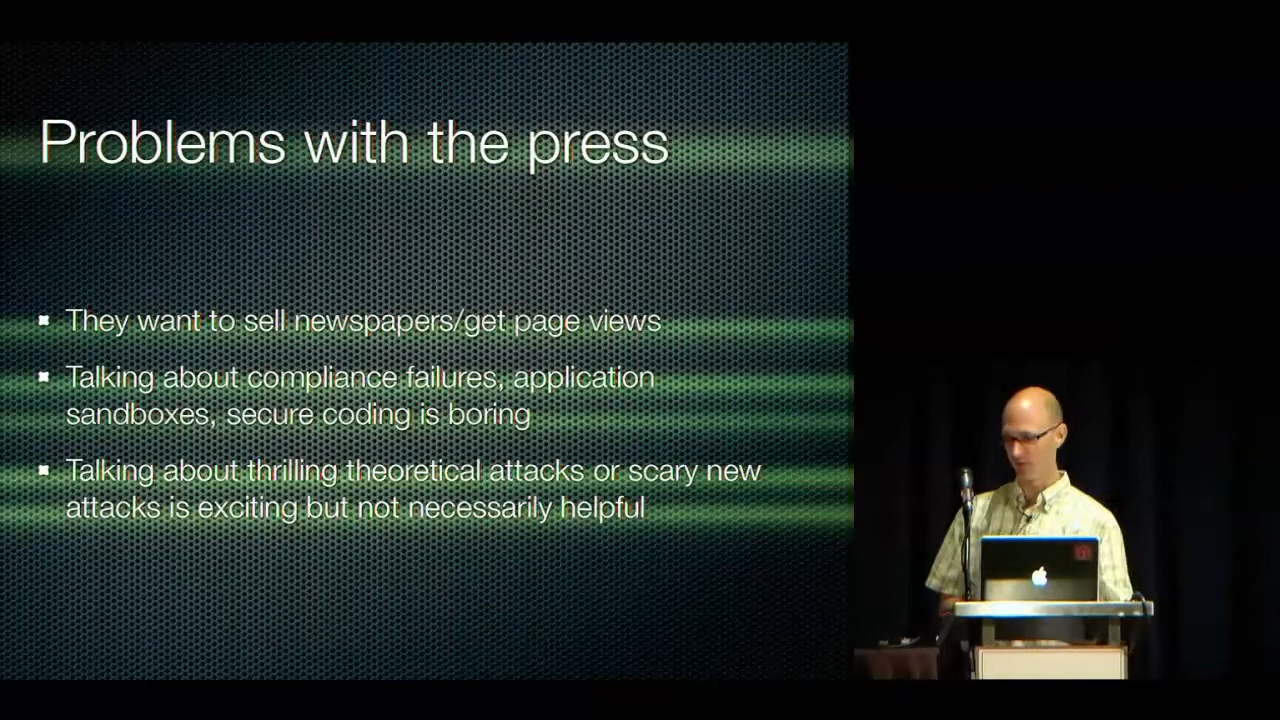 Problems with the press
They want to sell newspapers/get page views
Talking about compliance failures, application
sandboxes, secure coding is boring
Talking about thrilling theoretical attacks or scary new
attacks is exciting but not necessarily helpful